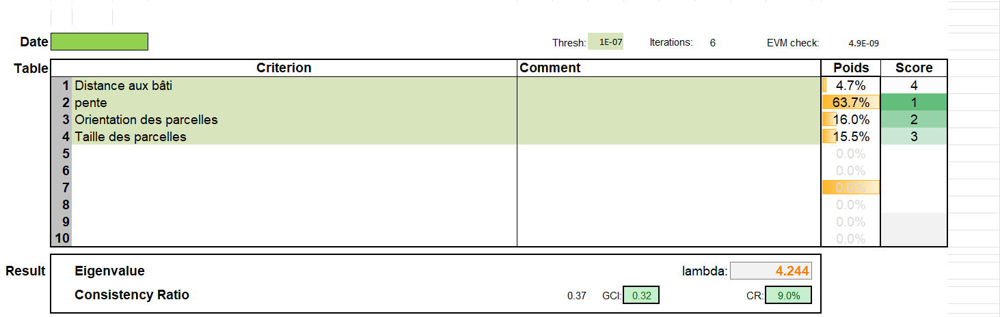 Date Thresh: 1E-07 Iterations: 6 EVM check: 4.9E-09
Table Criterion Comment Poids Score
1 Distance aux bâti 4.7% 4
2 pente 63.7% 1
3 Orientation des parcelles 16.0% 2
4 Taille des parcelles 15.5% 3
5 0.0%
6 0.0%
7 0.0%
8 0.0%
9 0.0%
10 0.0%
Result Eigenvalue lambda: 4.244
Consistency Ratio 0.37 GCI: 0.32 CR: 9.0%